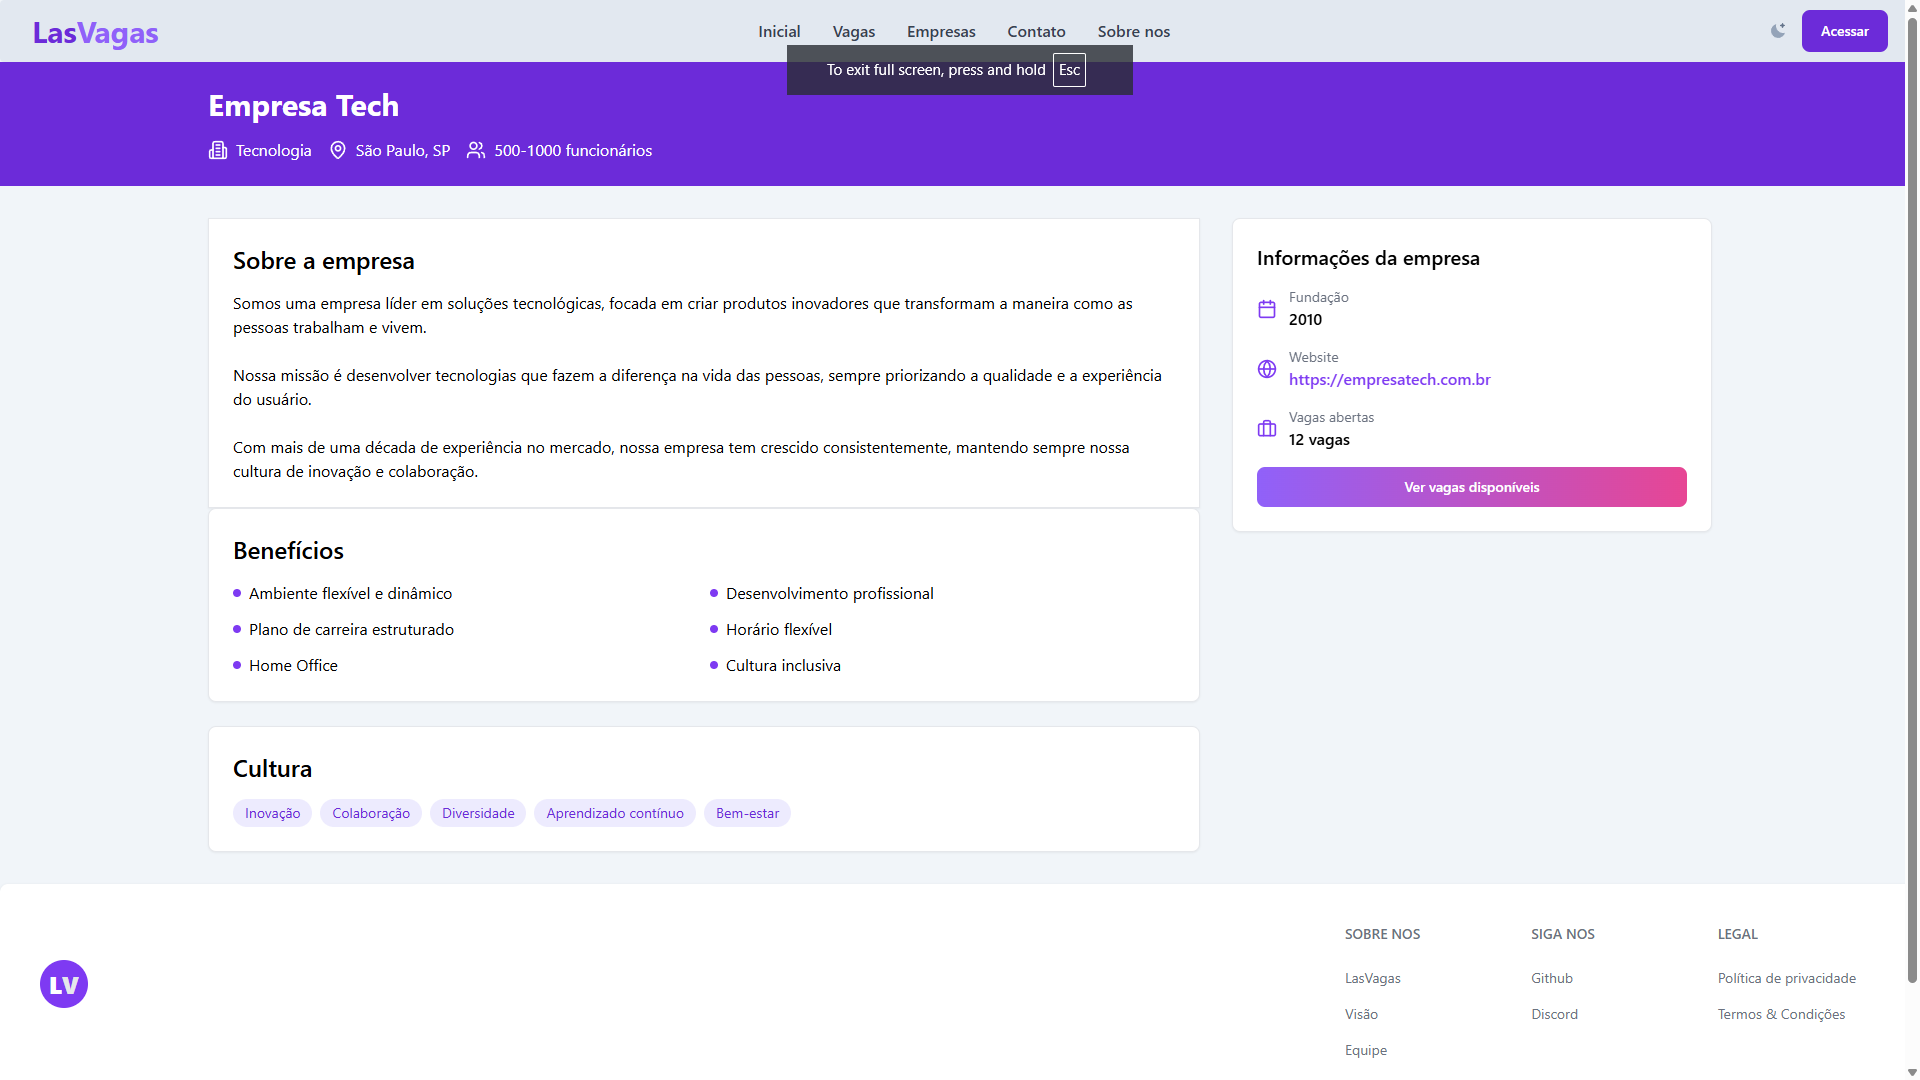 LasVagas
Inicial
Vagas
Empresas
Contato
Sobre nos
Acessar
To exit full screen, press and hold Esc
Empresa Tech
Tecnologia
São Paulo, SP
500-1000 funcionários
Sobre a empresa
Somos uma empresa líder em soluções tecnológicas, focada em criar produtos inovadores que transformam a maneira como as
pessoas trabalham e vivem.
Nossa missão é desenvolver tecnologias que fazem a diferença na vida das pessoas, sempre priorizando a qualidade e a experiência
do usuário.
Com mais de uma década de experiência no mercado, nossa empresa tem crescido consistentemente, mantendo sempre nossa
cultura de inovação e colaboração.
Benefícios
Ambiente flexível e dinâmico
Desenvolvimento profissional
Plano de carreira estruturado
Horário flexível
Home Office
Cultura inclusiva
Cultura
Inovação
Colaboração
Diversidade
Aprendizado contínuo
Bem-estar
Informações da empresa
Fundação
2010
Website
https://empresatech.com.br
Vagas abertas
12 vagas
Ver vagas disponíveis
LV
SOBRE NOS
LasVagas
Visão
Equipe
SIGA NOS
Github
Discord
LEGAL
Política de privacidade
Termos & Condições